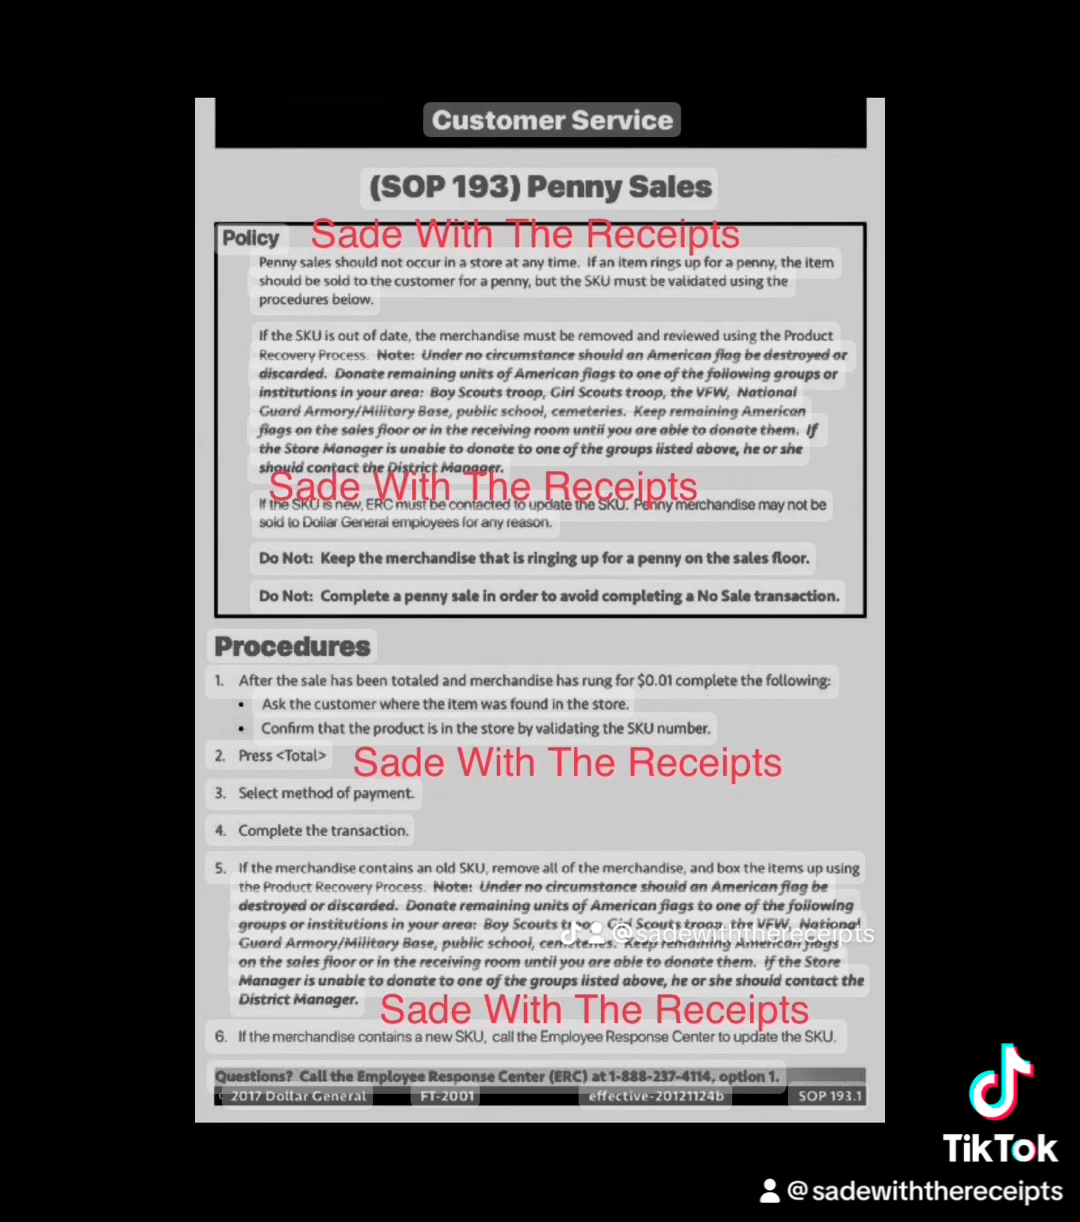 Customer Service
(SOP 193) Penny Sales
Sade With The Receipts
Policy
Penny sales should not occur in a store at any time. If an item rings up for a penny, the item
should be sold to the customer for a penny, but the SKU must be validated using the
procedures below.
If the SKU is out of date, the merchandise must be removed and reviewed using the Product
Recovery Process. Note: Under no circumstance should an American flag be destroyed or
discarded. Donate remaining units of American flags to one of the following groups or
institutions in your area: Boy Scouts troop, Girl Scouts troop, the VFW, National
Guard Armory/Military Base, public school, cemeteries. Keep remaining American
flags on the sales floor or in the receiving room until you are able to donate them. If
the Store Manager is unable to donate to one of the groups listed above, he or she
should contact the District Manager.
Sade With The Receipts
If the SKU is new, ERC must be contacted to update the SKU. Penny merchandise may not be
sold to Dollar General employees for any reason.
Do Not: Keep the merchandise that is ringing up for a penny on the sales floor.
Do Not: Complete a penny sale in order to avoid completing a No Sale transaction.
Procedures
1. After the sale has been totaled and merchandise has rung for $0.01 complete the following:
• Ask the customer where the item was found in the store.
• Confirm that the product is in the store by validating the SKU number.
2. Press <Total>
Sade With The Receipts
3. Select method of payment.
4. Complete the transaction.
5. If the merchandise contains an old SKU, remove all of the merchandise, and box the items up using
the Product Recovery Process. Note: Under no circumstance should an American flag be
destroyed or discarded. Donate remaining units of American flags to one of the following
groups or institutions in your area: Boy Scouts Girl Scouts troop, the VFW, National
@sadewiththereceipts
Guard Armory/Military Base, public school, cemeteries. Keep remaining American flags
on the sales floor or in the receiving room until you are able to donate them. If the Store
Manager is unable to donate to one of the groups listed above, he or she should contact the
District Manager.
Sade With The Receipts
6. If the merchandise contains a new SKU, call the Employee Response Center to update the SKU.
Questions? Call the Employee Response Center (ERC) at 1-888-237-4114, option 1.
2017 Dollar General FT-2001 effective-20121124b SOP 193.1
TikTok
@sadewiththereceipts